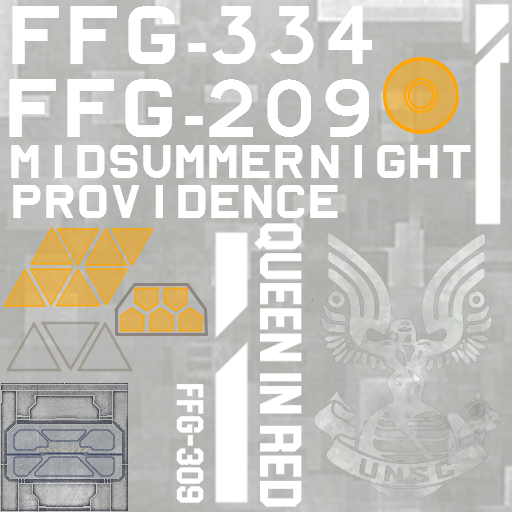 FFG-334
FFG-209
MIDSUMMERNIGHT
PROVIDENCE
QUEEN IN RED
FFG-309
UNSC